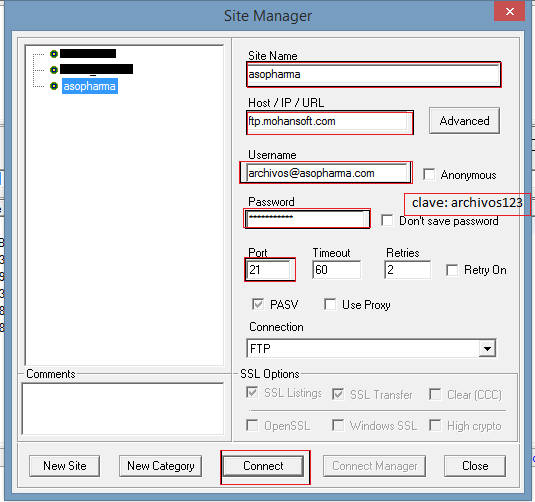 Site Manager
asopharma
Site Name
asopharma
Host / IP / URL
ftp.mohansoft.com
Advanced
Username
archivos@asopharma.com
Anonymous
Password
clave: archivos123
***********
Don't save password
Port
Timeout
Retries
21
60
2
Retry On
PASV
Use Proxy
Connection
FTP
Comments
SSL Options
SSL Listings
SSL Transfer
Clear (CCC)
OpenSSL
Windows SSL
High crypto
New Site
New Category
Connect
Connect Manager
Close